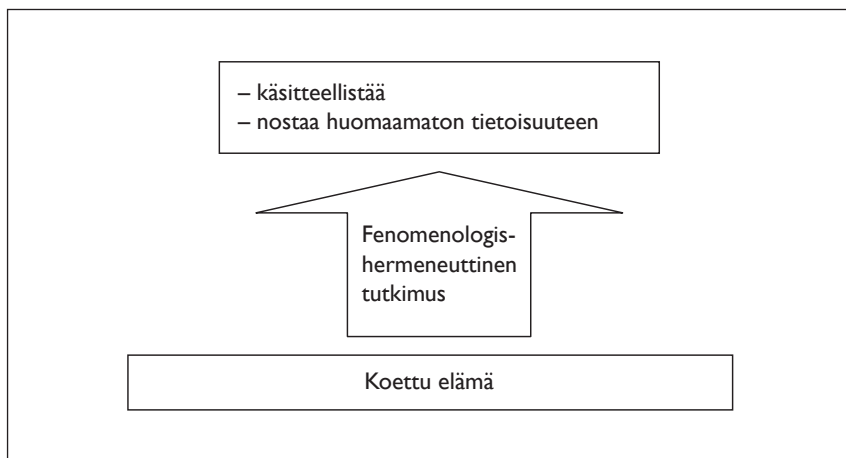 – käsitteellistää
– nostaa huomaamaton tietoisuuteen
Fenomenologis-
hermeneuttinen
tutkimus
Koettu elämä